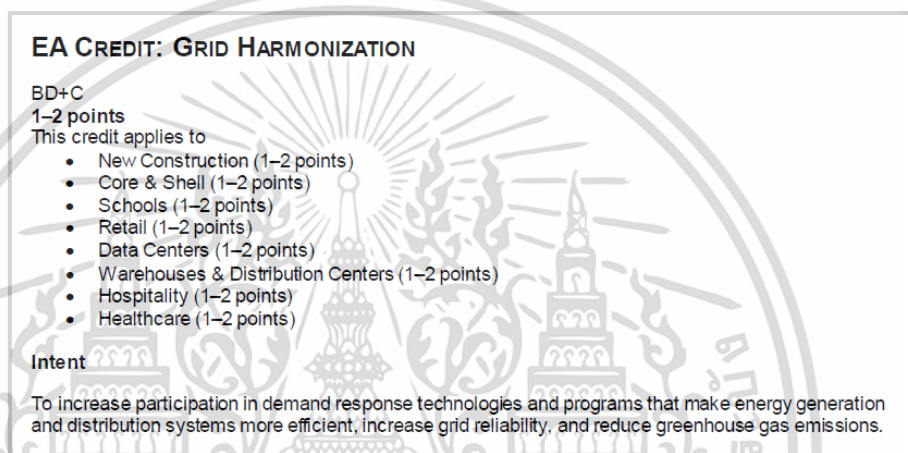 EA CREDIT: GRID HARMONIZATION
BD+C
1–2 points
This credit applies to
• New Construction (1–2 points)
• Core & Shell (1–2 points)
• Schools (1–2 points)
• Retail (1–2 points)
• Data Centers (1–2 points)
• Warehouses & Distribution Centers (1–2 points)
• Hospitality (1–2 points)
• Healthcare (1–2 points)
Intent
To increase participation in demand response technologies and programs that make energy generation
and distribution systems more efficient, increase grid reliability, and reduce greenhouse gas emissions.